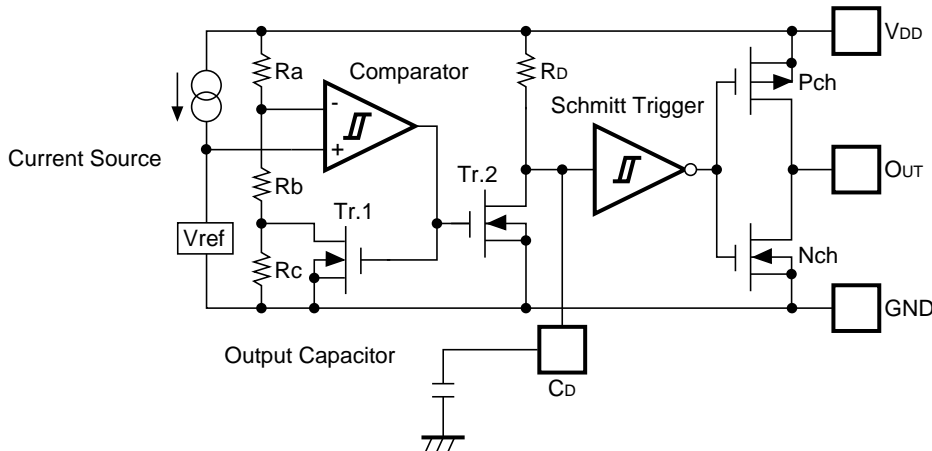 VDD
Ra
Comparator
RD
Pch
Schmitt Trigger
-
+
Current Source
OUT
Rb
Tr.1
Tr.2
Vref
Rc
Nch
GND
Output Capacitor
CD